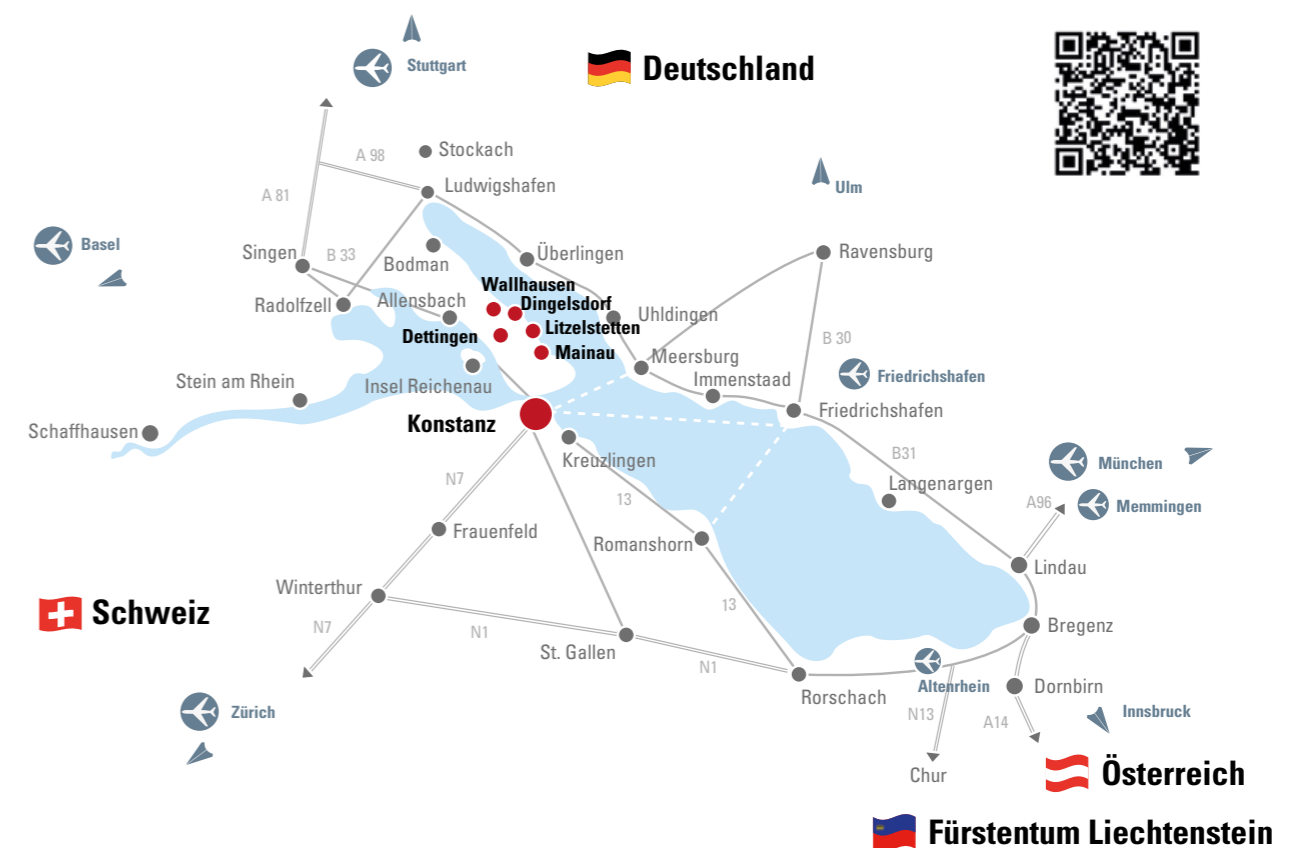 Stuttgart
Deutschland
Stockach
A 98
Ludwigshafen
Ulm
A 81
Basel
Singen
B 33
Bodman
Überlingen
Ravensburg
Wallhausen
Radolfzell
Allensbach
Dingelsdorf
Uhldingen
Litzelstetten
Dettingen
Mainau
Meersburg
B 30
Immenstaad
Friedrichshafen
Stein am Rhein
Insel Reichenau
Friedrichshafen
Konstanz
Schaffhausen
Kreuzlingen
B31
München
N7
Langenargen
13
A96
Memmingen
Frauenfeld
Romanshorn
Lindau
Winterthur
Schweiz
13
N7
N1
Bregenz
St. Gallen
N1
Altenrhein
Dornbirn
Rorschach
Zürich
N13
A14
Innsbruck
Chur
Österreich
Fürstentum Liechtenstein